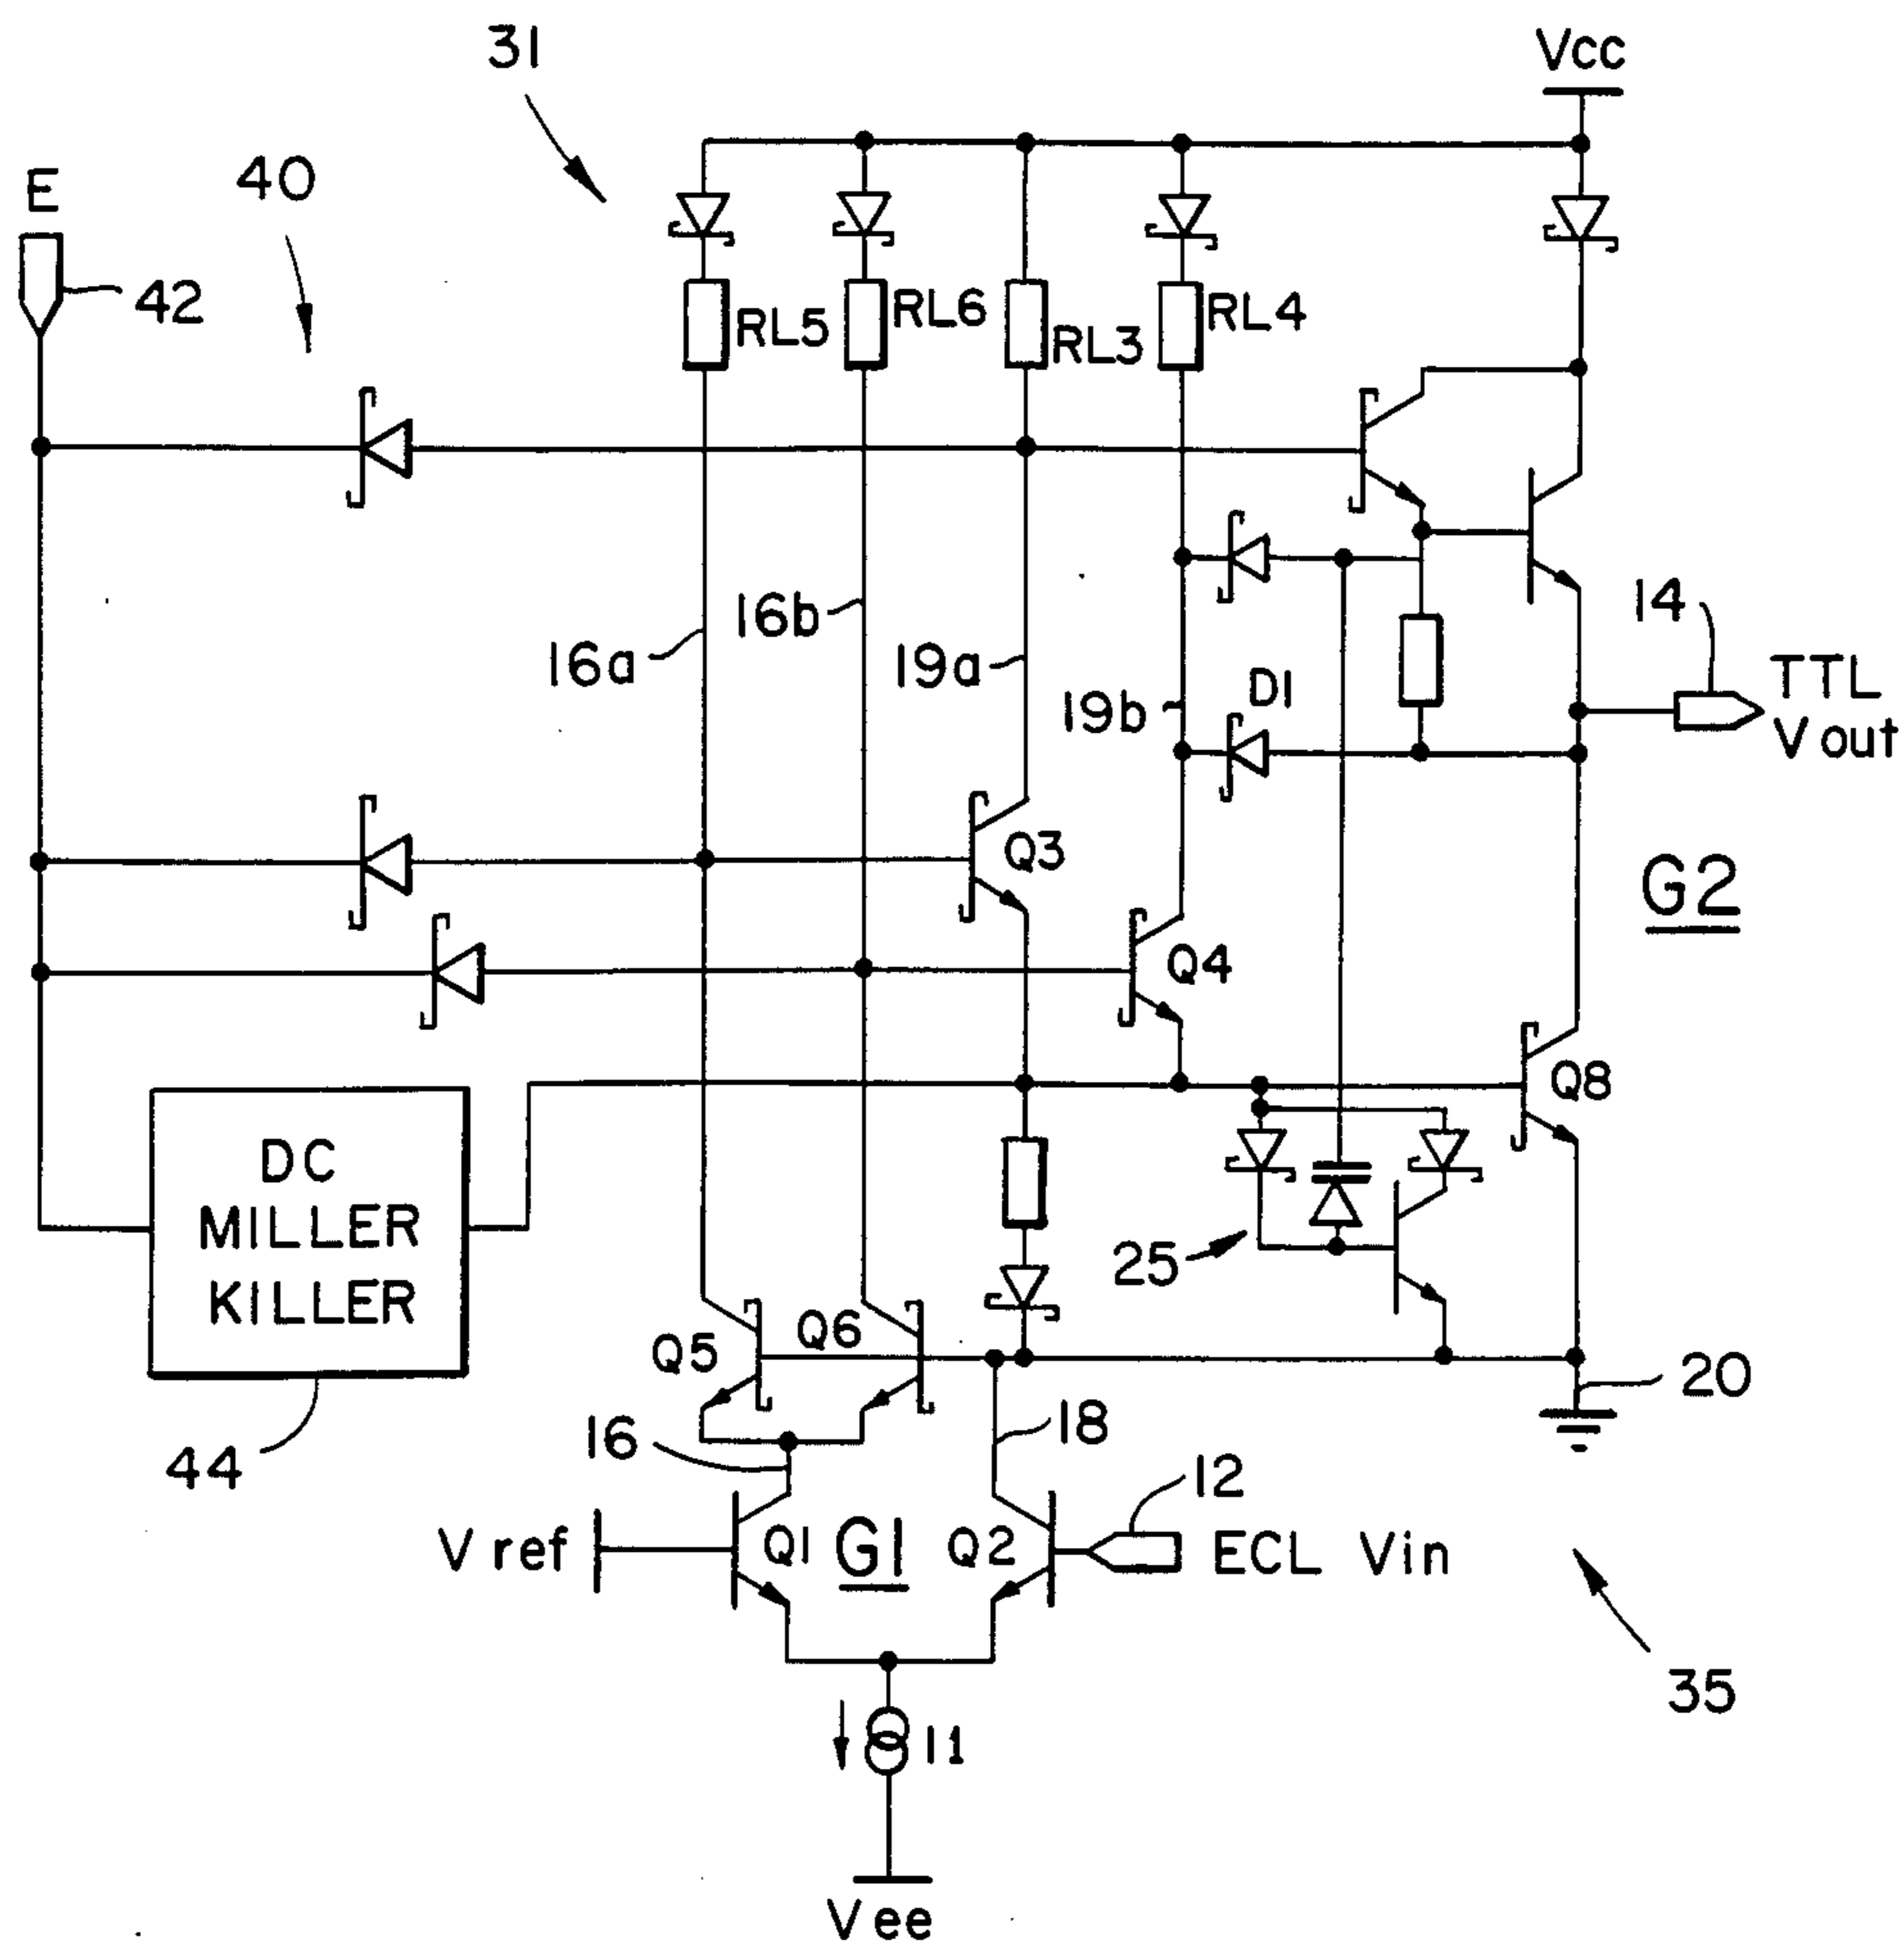 31
Vcc
E
40
42
RL5
RL6
RL3
RL4
16a
16b
19a
19b
D1
14
TTL
V out
Q3
G2
Q4
Q8
DC
MILLER
KILLER
25
Q5
Q6
20
44
16
18
12
V ref
Q1
G1
Q2
ECL Vin
35
I1
Vee